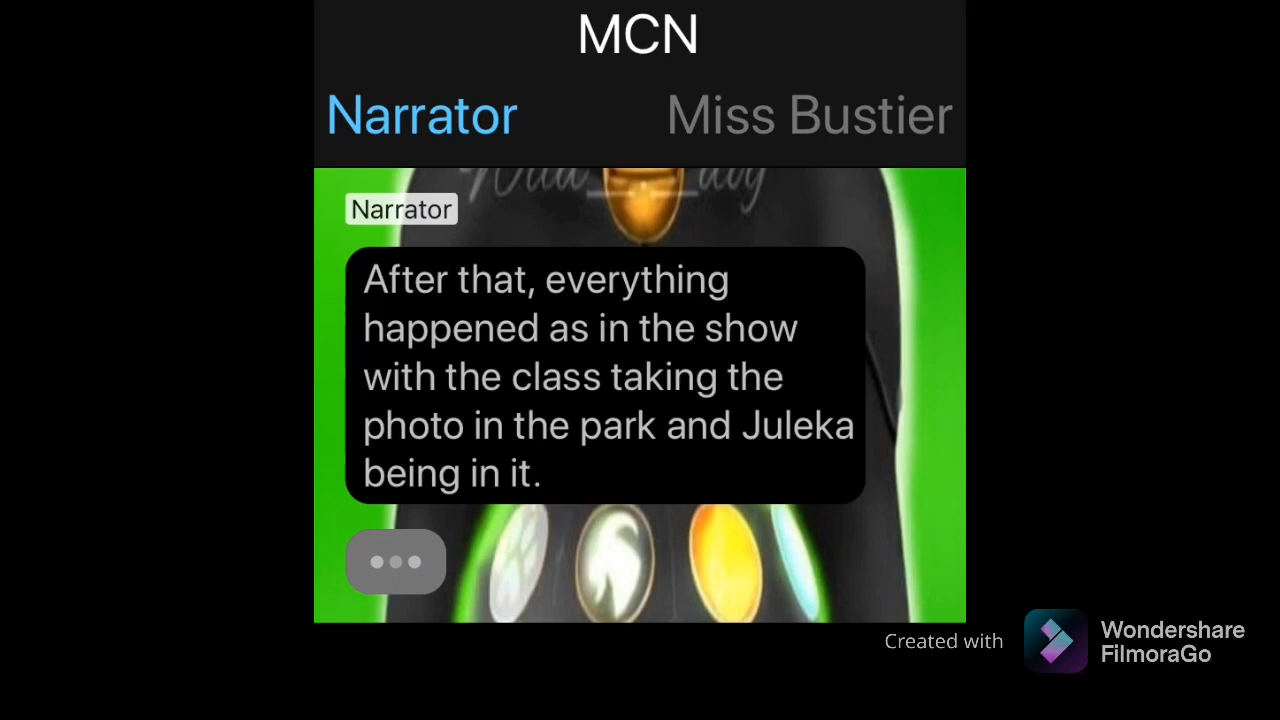 MCN
Narrator
Miss Bustier
Narrator
After that, everything
happened as in the show
with the class taking the
photo in the park and Juleka
being in it.
Created with
Wondershare
FilmoraGo